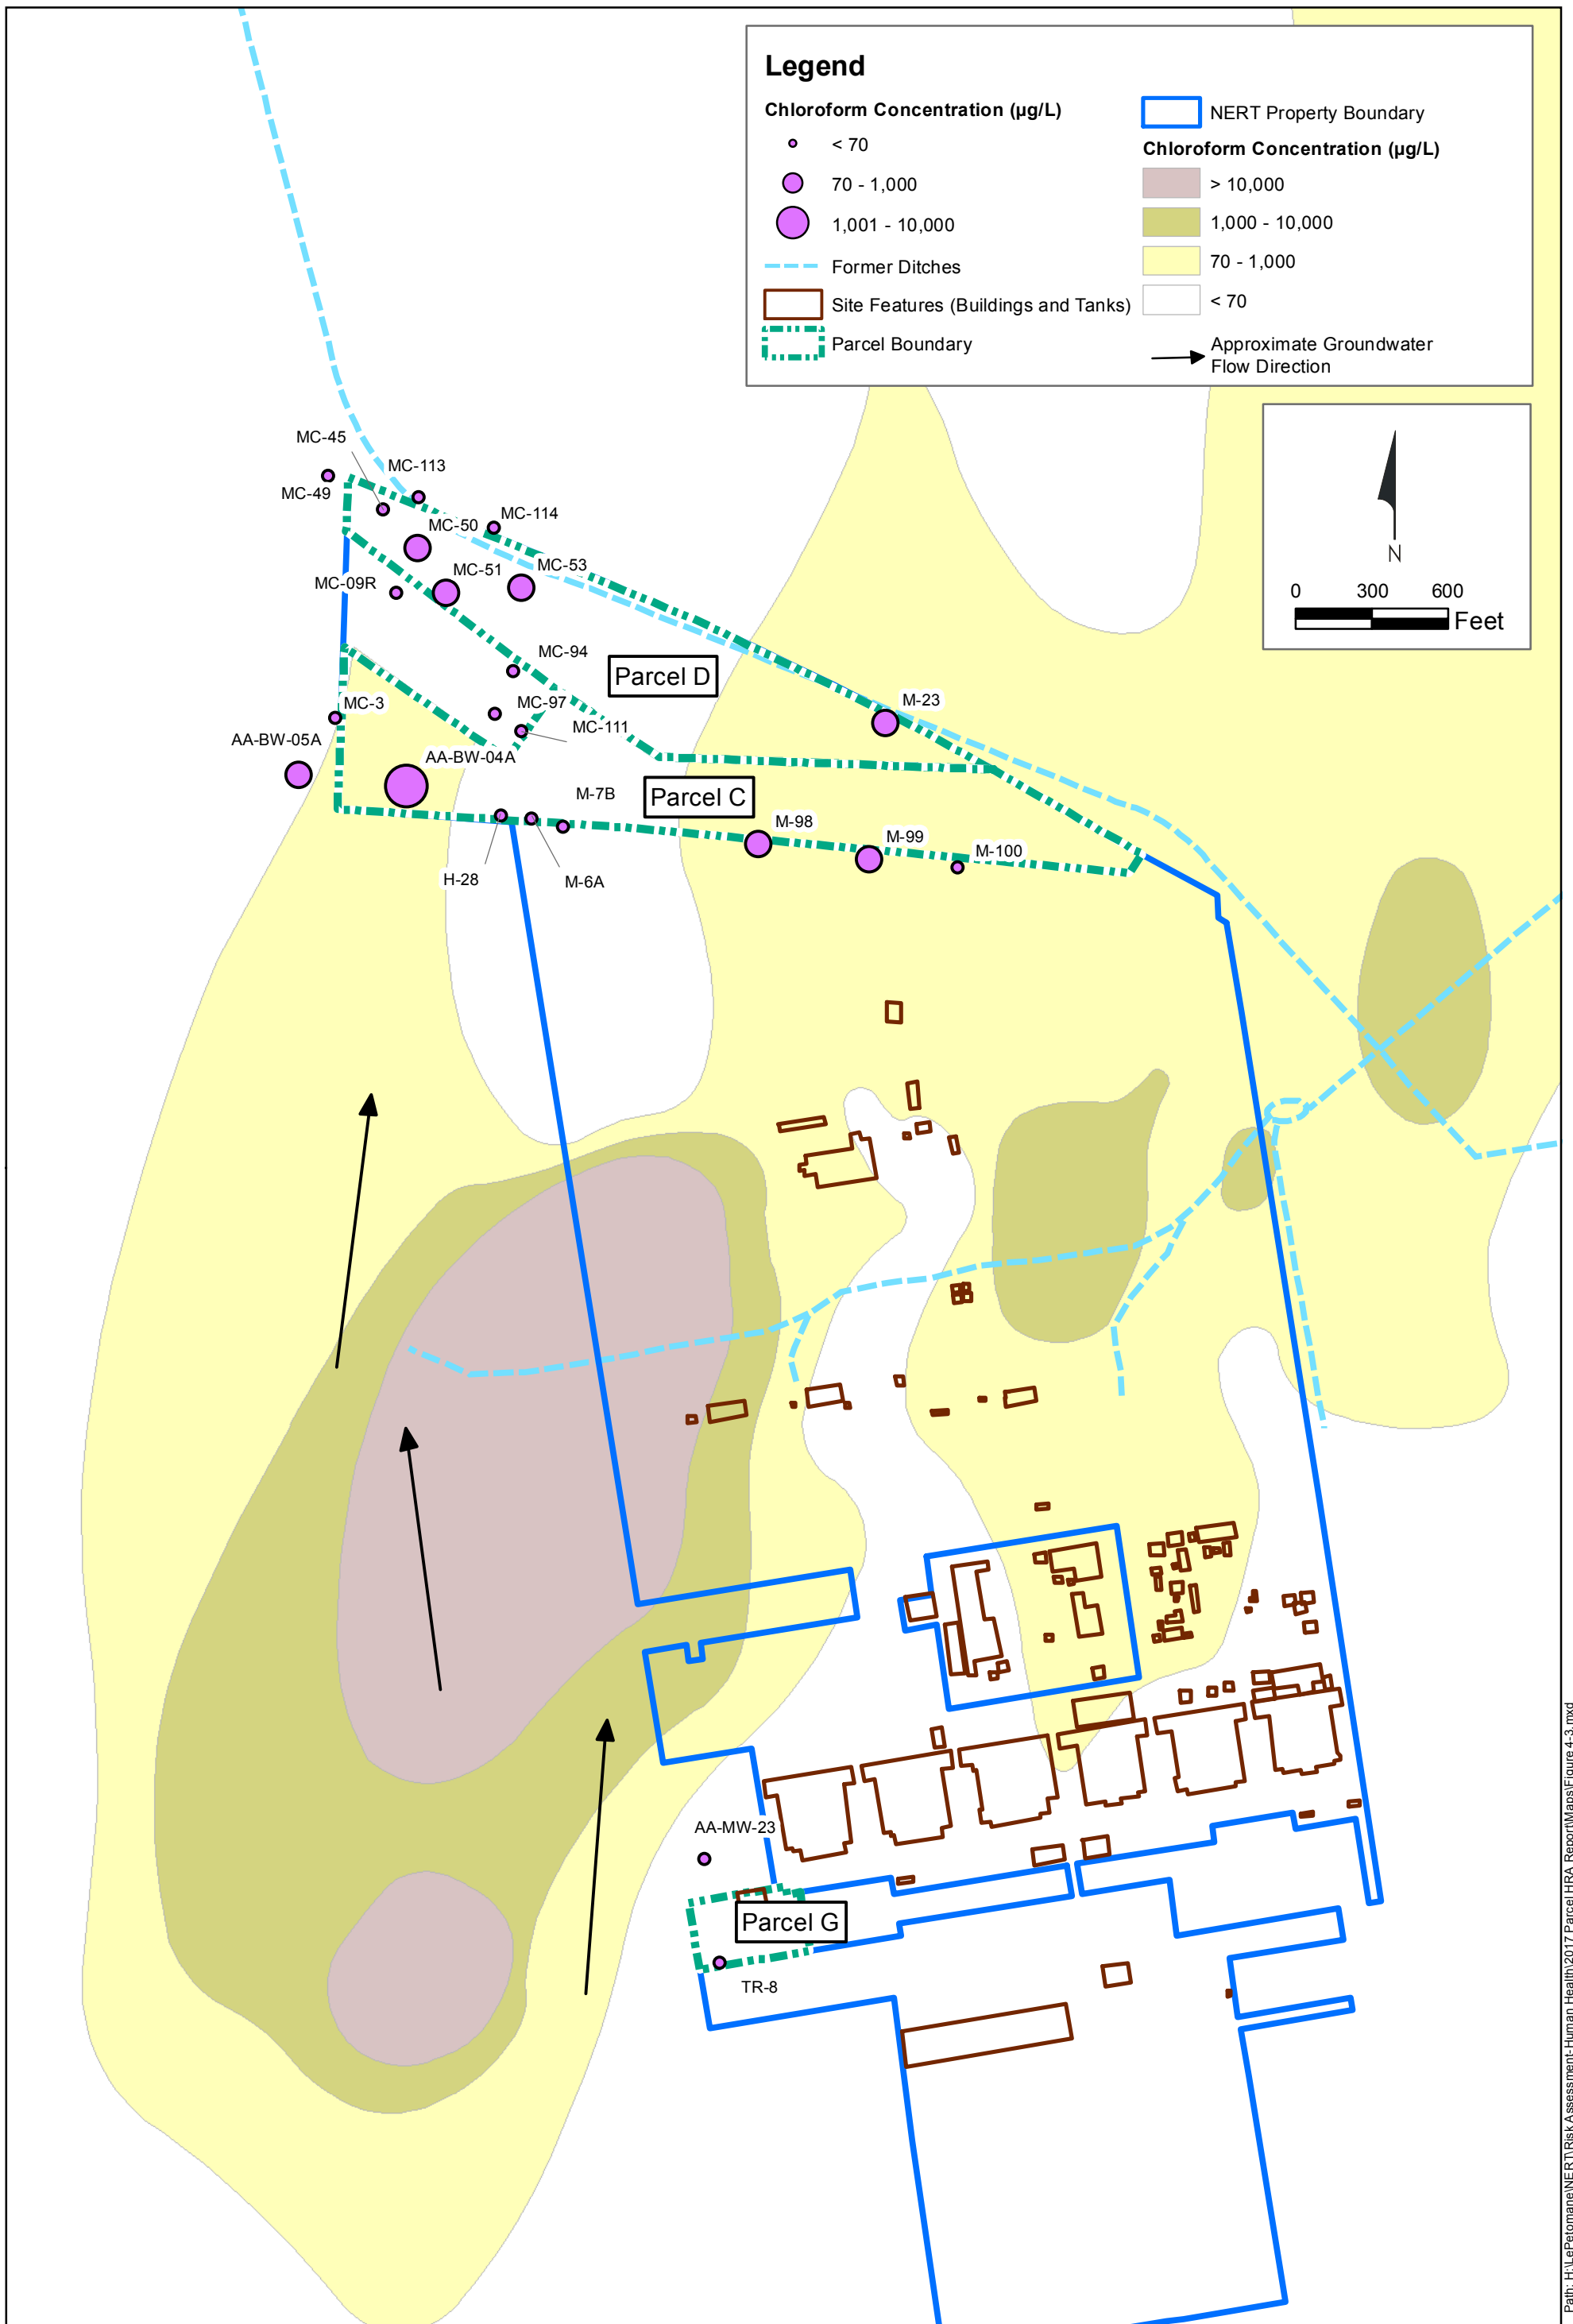 Legend
Chloroform Concentration (µg/L)
< 70
70 - 1,000
1,001 - 10,000
Former Ditches
Site Features (Buildings and Tanks)
Parcel Boundary
NERT Property Boundary
Chloroform Concentration (µg/L)
> 10,000
1,000 - 10,000
70 - 1,000
< 70
Approximate Groundwater
Flow Direction
N
0 300 600
Feet
MC-45
MC-113
MC-49
MC-114
MC-50
MC-53
MC-51
MC-09R
MC-94
Parcel D
MC-97
MC-3
M-23
MC-111
AA-BW-05A
AA-BW-04A
M-7B
Parcel C
M-98
M-99
M-100
H-28
M-6A
AA-MW-23
Parcel G
TR-8
Path: H:\LePetomane\NERT\Risk Assessment-Human Health\2017 Parcel HRA Report\Maps\Figure 4-3.mxd